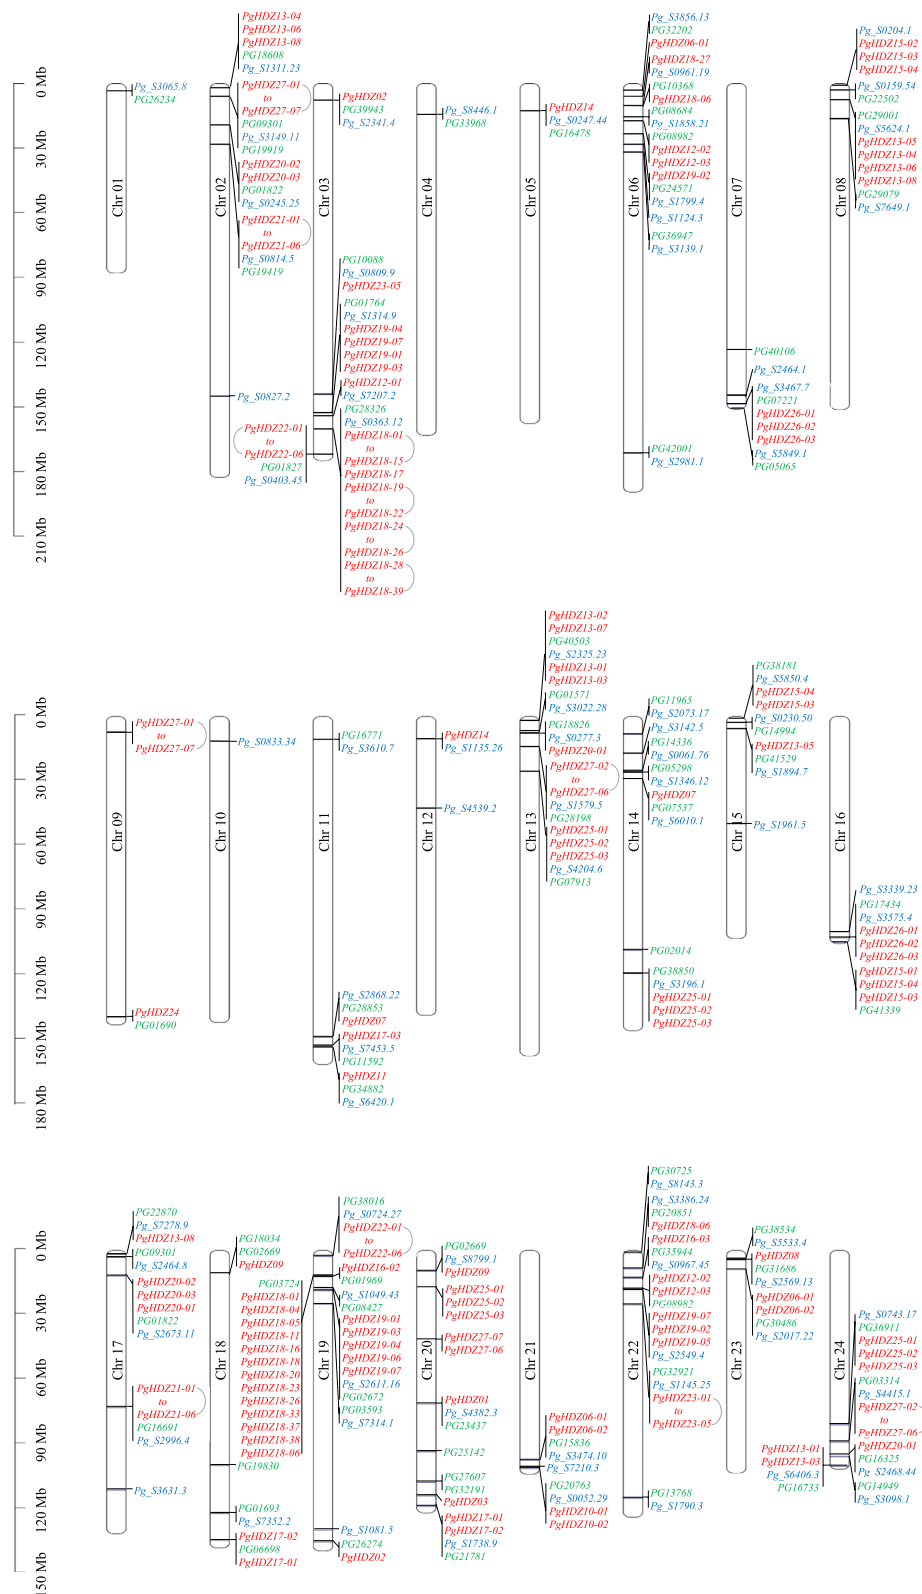 0 Mb
30 Mb
60 Mb
90 Mb
120 Mb
150 Mb
180 Mb
210 Mb
Chr 01
Pg_S3065.8
PG26234
Chr 02
PgHDZ13-04
PgHDZ13-06
PgHDZ13-08
PG18608
Pg_S1311.23
PgHDZ27-01
to
PgHDZ27-07
PG09301
Pg_S3149.11
PG19919
PgHDZ20-02
PgHDZ20-03
PG01822
Pg_S0245.25
PgHDZ21-01
to
PgHDZ21-06
Pg_S0814.5
PG19419
Pg_S0827.2
Chr 03
PgHDZ02
PG39943
Pg_S2341.4
PG10088
Pg_S0809.9
PgHDZ23-05
PG01764
Pg_S1314.9
PgHDZ19-04
PgHDZ19-07
PgHDZ19-01
PgHDZ19-03
PgHDZ12-01
Pg_S7207.2
PG28326
Pg_S0363.12
PgHDZ18-01
to
PgHDZ18-15
PgHDZ18-17
PgHDZ18-19
to
PgHDZ18-22
PgHDZ18-24
to
PgHDZ18-26
PgHDZ18-28
to
PgHDZ18-39
PgHDZ22-01
to
PgHDZ22-06
PG01827
Pg_S0403.45
Chr 04
Pg_S8446.1
PG33968
Chr 05
PgHDZ14
Pg_S0247.44
PG16478
Chr 06
Pg_S3856.13
PG32202
PgHDZ06-01
PgHDZ18-27
Pg_S0961.19
PG10368
PgHDZ18-06
PG08684
Pg_S1858.21
PG08982
PgHDZ12-02
PgHDZ12-03
PgHDZ19-02
PG24571
Pg_S1799.4
Pg_S1124.3
PG36947
Pg_S3139.1
PG42001
Pg_S2981.1
Chr 07
PG40106
Pg_S2464.1
Pg_S3467.7
PG07221
PgHDZ26-01
PgHDZ26-02
PgHDZ26-03
Pg_S5849.1
PG05065
Chr 08
Pg_S0204.1
PgHDZ15-02
PgHDZ15-03
PgHDZ15-04
Pg_S0159.54
PG22502
PG29001
Pg_S5624.1
PgHDZ13-05
PgHDZ13-04
PgHDZ13-06
PgHDZ13-08
PG29079
Pg_S7649.1
0 Mb
30 Mb
60 Mb
90 Mb
120 Mb
150 Mb
180 Mb
Chr 09
PgHDZ27-01
to
PgHDZ27-07
PgHDZ24
PG01690
Chr 10
Pg_S0833.34
Chr 11
PG16771
Pg_S3610.7
Pg_S2868.22
PG28853
PgHDZ07
PgHDZ17-03
Pg_S7453.5
PG11592
PgHDZ11
PG34882
Pg_S6420.1
Chr 12
PgHDZ14
Pg_S1135.26
Pg_S4539.2
Chr 13
PgHDZ13-02
PgHDZ13-07
PG40503
Pg_S2325.23
PgHDZ13-01
PgHDZ13-03
PG01571
Pg_S3022.28
PG18826
Pg_S0277.3
PgHDZ20-01
PgHDZ27-02
to
PgHDZ27-06
Pg_S1579.5
PG28198
PgHDZ25-01
PgHDZ25-02
PgHDZ25-03
Pg_S4204.6
PG07913
Chr 14
PG11965
Pg_S2073.17
Pg_S3142.5
PG14336
Pg_S0061.76
PG05298
Pg_S1346.12
PgHDZ07
PG07537
Pg_S6010.1
PG02014
PG38850
Pg_S3196.1
PgHDZ25-01
PgHDZ25-02
PgHDZ25-03
Chr 15
PG38181
Pg_S5850.4
PgHDZ15-04
PgHDZ15-03
Pg_S0230.50
PG14994
PgHDZ13-05
PG41529
Pg_S1894.7
Pg_S1961.5
Chr 16
Pg_S3339.23
PG17434
Pg_S3575.4
PgHDZ26-01
PgHDZ26-02
PgHDZ26-03
PgHDZ15-01
PgHDZ15-04
PgHDZ15-03
PG41339
0 Mb
30 Mb
60 Mb
90 Mb
120 Mb
150 Mb
Chr 17
PG22870
Pg_S7278.9
PgHDZ13-08
PG09301
Pg_S2464.8
PgHDZ20-02
PgHDZ20-03
PgHDZ20-01
PG01822
Pg_S2673.11
PgHDZ21-01
to
PgHDZ21-06
PG16691
Pg_S2996.4
Pg_S3631.3
Chr 18
PG18034
PG02669
PgHDZ09
PG19830
PG01693
Pg_S7352.2
PgHDZ17-02
PG06698
PgHDZ17-01
Chr 19
PG03724
PgHDZ18-01
PgHDZ18-04
PgHDZ18-05
PgHDZ18-11
PgHDZ18-16
PgHDZ18-18
PgHDZ18-20
PgHDZ18-23
PgHDZ18-26
PgHDZ18-33
PgHDZ18-37
PgHDZ18-38
PgHDZ18-06
PG38016
Pg_S0724.27
PgHDZ22-01
to
PgHDZ22-06
PgHDZ16-02
PG01969
Pg_S1049.43
PG08427
PgHDZ19-01
PgHDZ19-03
PgHDZ19-04
PgHDZ19-06
PgHDZ19-07
Pg_S2611.16
PG02672
PG03593
Pg_S7314.1
Pg_S1081.5
PG26274
PgHDZ02
Chr 20
PG02669
Pg_S8799.1
PgHDZ09
PgHDZ25-01
PgHDZ25-02
PgHDZ25-03
PgHDZ27-07
PgHDZ27-06
PgHDZ01
Pg_S4382.3
PG23437
PG25142
PG27607
PG32191
PgHDZ03
PgHDZ17-01
PgHDZ17-02
Pg_S1738.9
PG21781
Chr 21
PgHDZ06-01
PgHDZ06-02
PG15836
Pg_S3474.10
Pg_S7210.3
PG20763
Pg_S0052.29
PgHDZ10-01
PgHDZ10-02
Chr 22
PG30725
Pg_S8143.3
Pg_S3386.24
PG20851
PgHDZ18-06
PgHDZ16-03
PG35944
Pg_S0967.45
PgHDZ12-02
PgHDZ12-03
PG08982
PgHDZ19-07
PgHDZ19-02
PgHDZ19-05
Pg_S2549.4
PG32921
Pg_S1145.25
PgHDZ23-01
to
PgHDZ23-05
PG13768
Pg_S1790.3
Chr 23
PG38534
Pg_S5533.4
PgHDZ08
PG31686
Pg_S2569.13
PgHDZ06-01
PgHDZ06-02
PG30486
Pg_S2017.22
Chr 24
Pg_S0743.17
PG36911
PgHDZ25-01
PgHDZ25-02
PgHDZ25-03
PG03314
Pg_S4415.1
PgHDZ27-02
to
PgHDZ27-06
PgHDZ20-01
PG16325
Pg_S2468.44
PG14949
Pg_S3098.1
PgHDZ13-01
PgHDZ13-03
Pg_S6406.3
PG16733